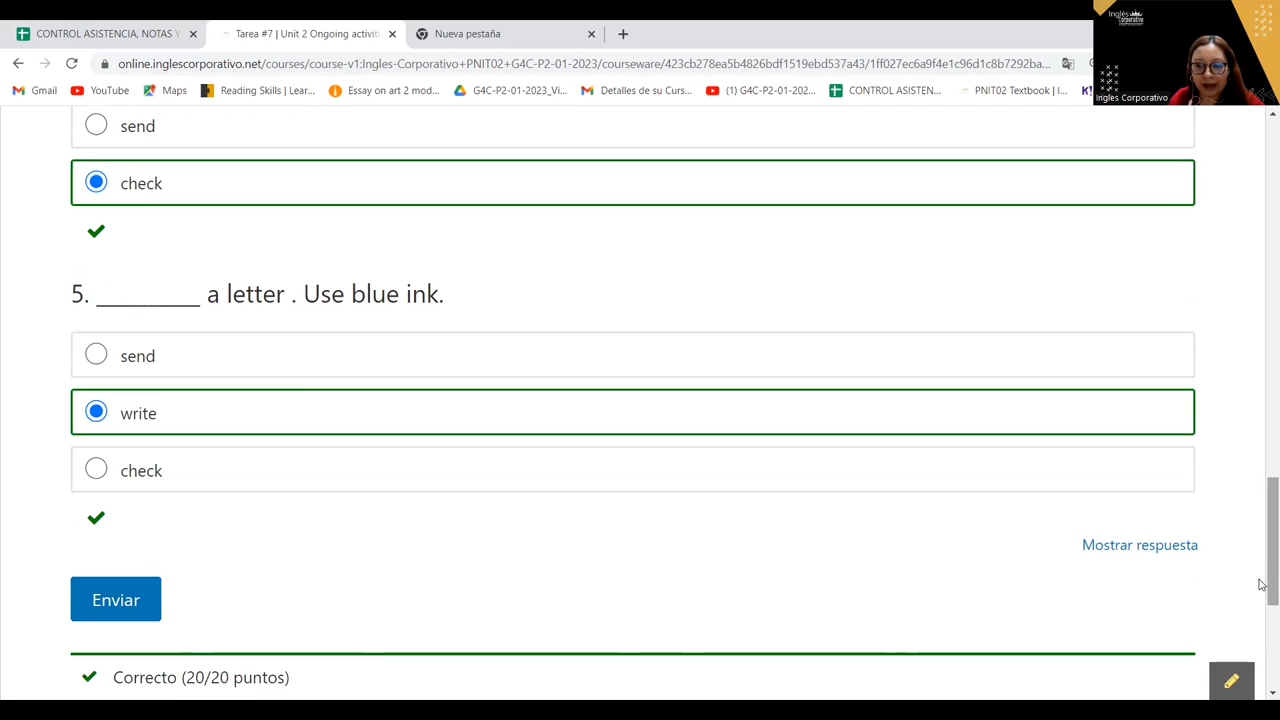 CONTROL ASISTENCIA, NOTAS Y
Tarea #7 | Unit 2 Ongoing activit
Nueva pestaña
online.inglescorporativo.net/courses/course-v1:Ingles-Corporativo+PNIT02+G4C-P2-01-2023/courseware/423cb278ea5b4826bdf1519ebd537a43/1ff027ec6a9f4e1c96d1c8b7292ba...
Gmail
YouTube
Maps
Reading Skills | Lear...
Essay on art 2 mod...
G4C-P2-01-2023_Vi...
Detalles de su Curs...
(1) G4C-P2-01-202...
CONTROL ASISTEN...
PNIT02 Textbook | I...
Inglés
Corporativo
Ingles Corporativo
send
check
5. __________ a letter . Use blue ink.
send
write
check
Mostrar respuesta
Enviar
Correcto (20/20 puntos)